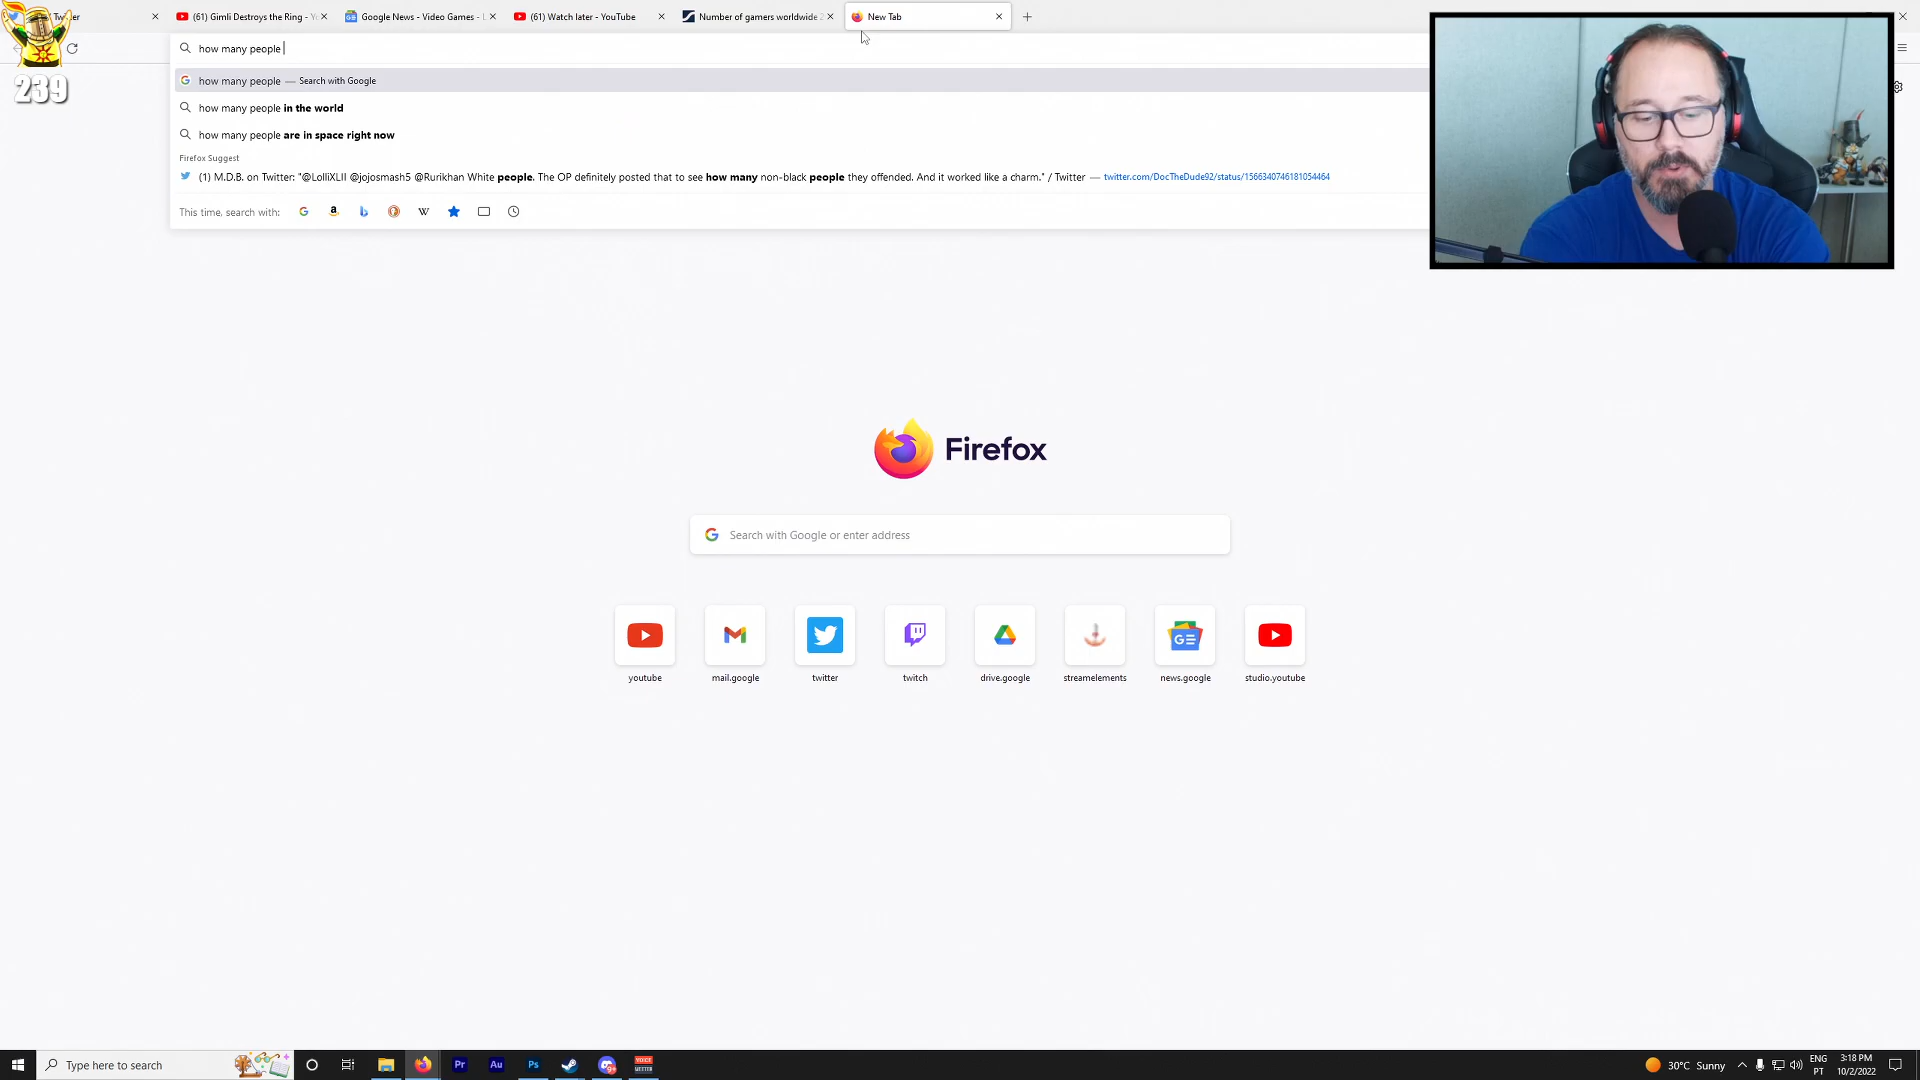 Twitter
(61) Gimli Destroys the Ring - Yo
Google News - Video Games - L
(61) Watch later - YouTube
Number of gamers worldwide 2
New Tab
how many people
239
how many people — Search with Google
how many people in the world
how many people are in space right now
Firefox Suggest
(1) M.D.B. on Twitter: "@LolliXLII @jojosmash5 @Rurikhan White people. The OP definitely posted that to see how many non-black people they offended. And it worked like a charm." / Twitter — twitter.com/DocTheDude92/status/1566340746181054464
This time, search with:
Firefox
Search with Google or enter address
youtube
mail.google
twitter
twitch
drive.google
streamelements
news.google
studio.youtube
Type here to search
Pr
Au
Ps
30°C Sunny
ENG
PT
3:18 PM
10/2/2022